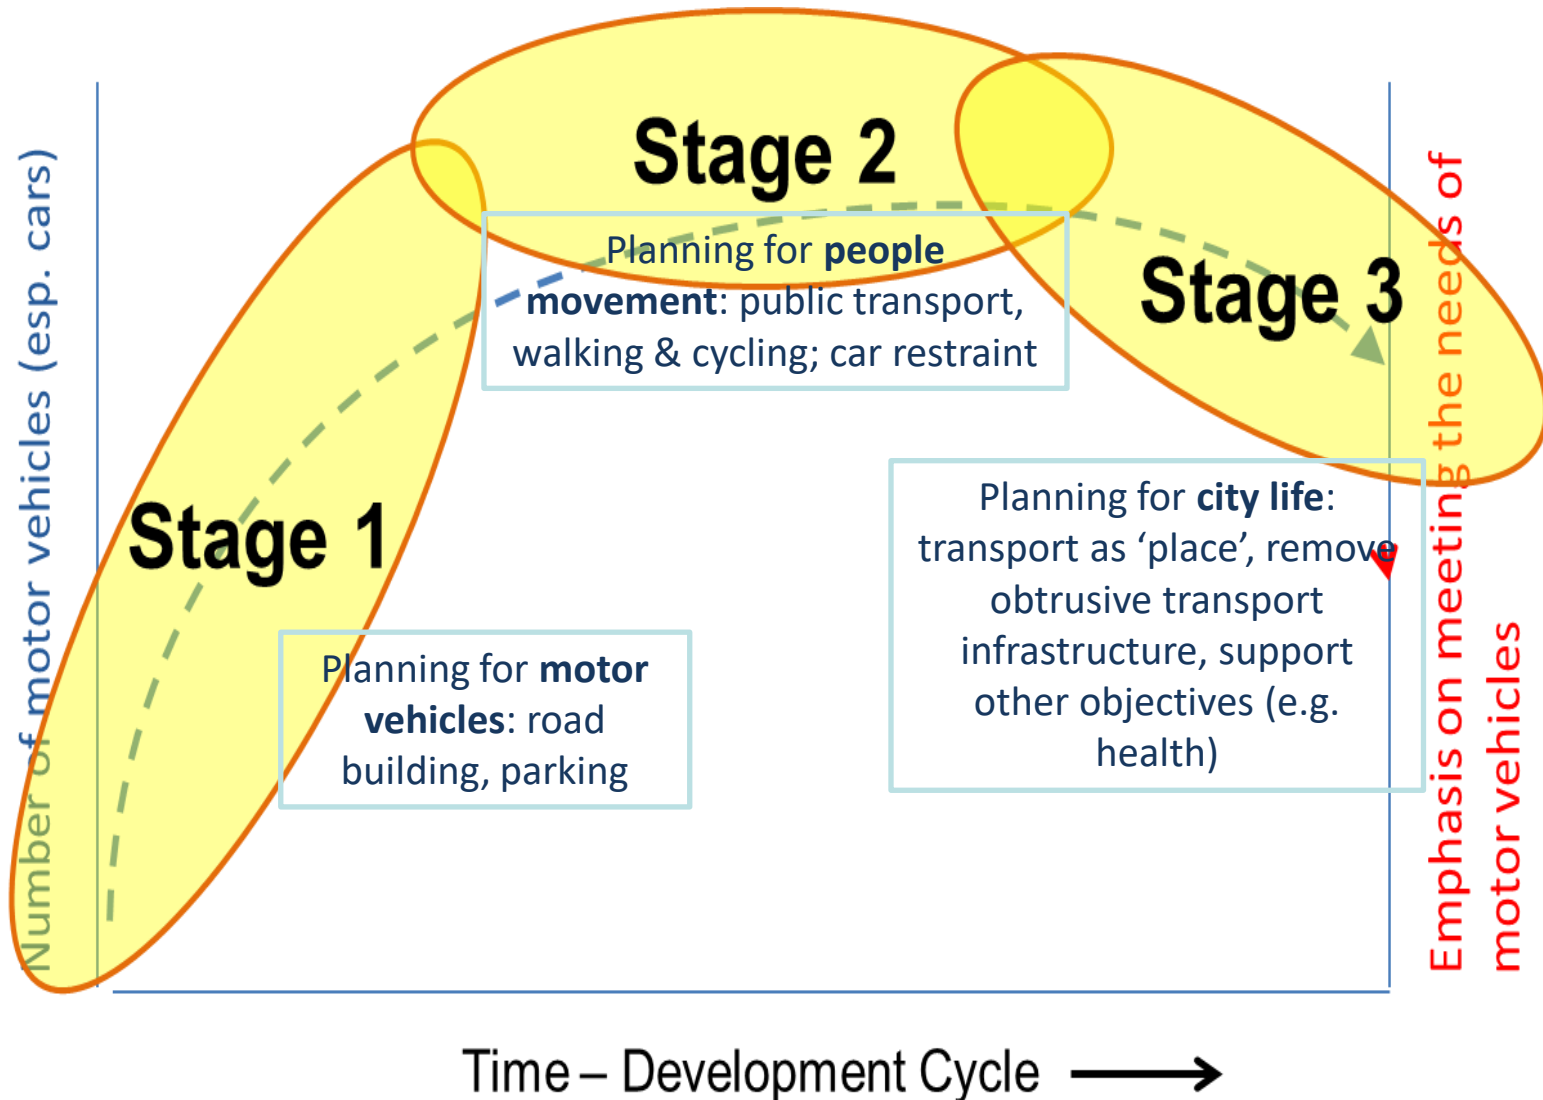 Number of motor vehicles (esp. cars)
Stage 1
Planning for motor
vehicles: road
building, parking
Stage 2
Planning for people
movement: public transport,
walking & cycling; car restraint
Stage 3
Planning for city life:
transport as ‘place’, remove
obtrusive transport
infrastructure, support
other objectives (e.g.
health)
Emphasis on meeting the needs of
motor vehicles
Time – Development Cycle